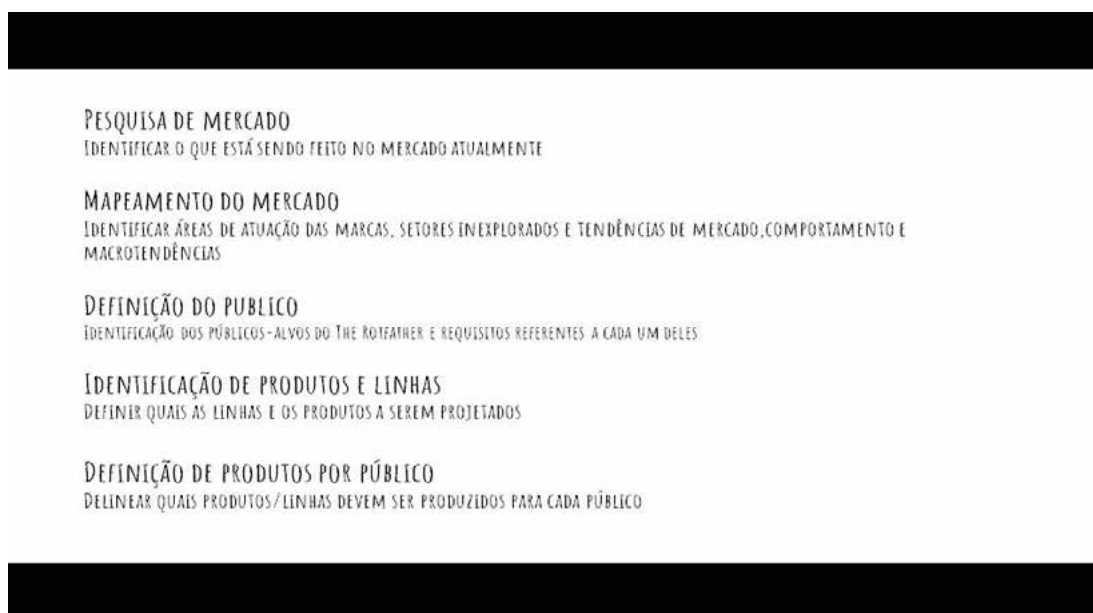 Pesquisa de mercado
Identificar o que está sendo feito no mercado atualmente
Mapeamento do mercado
Identificar áreas de atuação das marcas, setores inexplorados e tendências de mercado,comportamento e
macrotendências
Definição do publico
Identificação dos públicos-alvos do The Rotfather e requisitos referentes a cada um deles
Identificação de produtos e linhas
Definir quais as linhas e os produtos a serem projetados
Definição de produtos por público
Delinear quais produtos/linhas devem ser produzidos para cada público